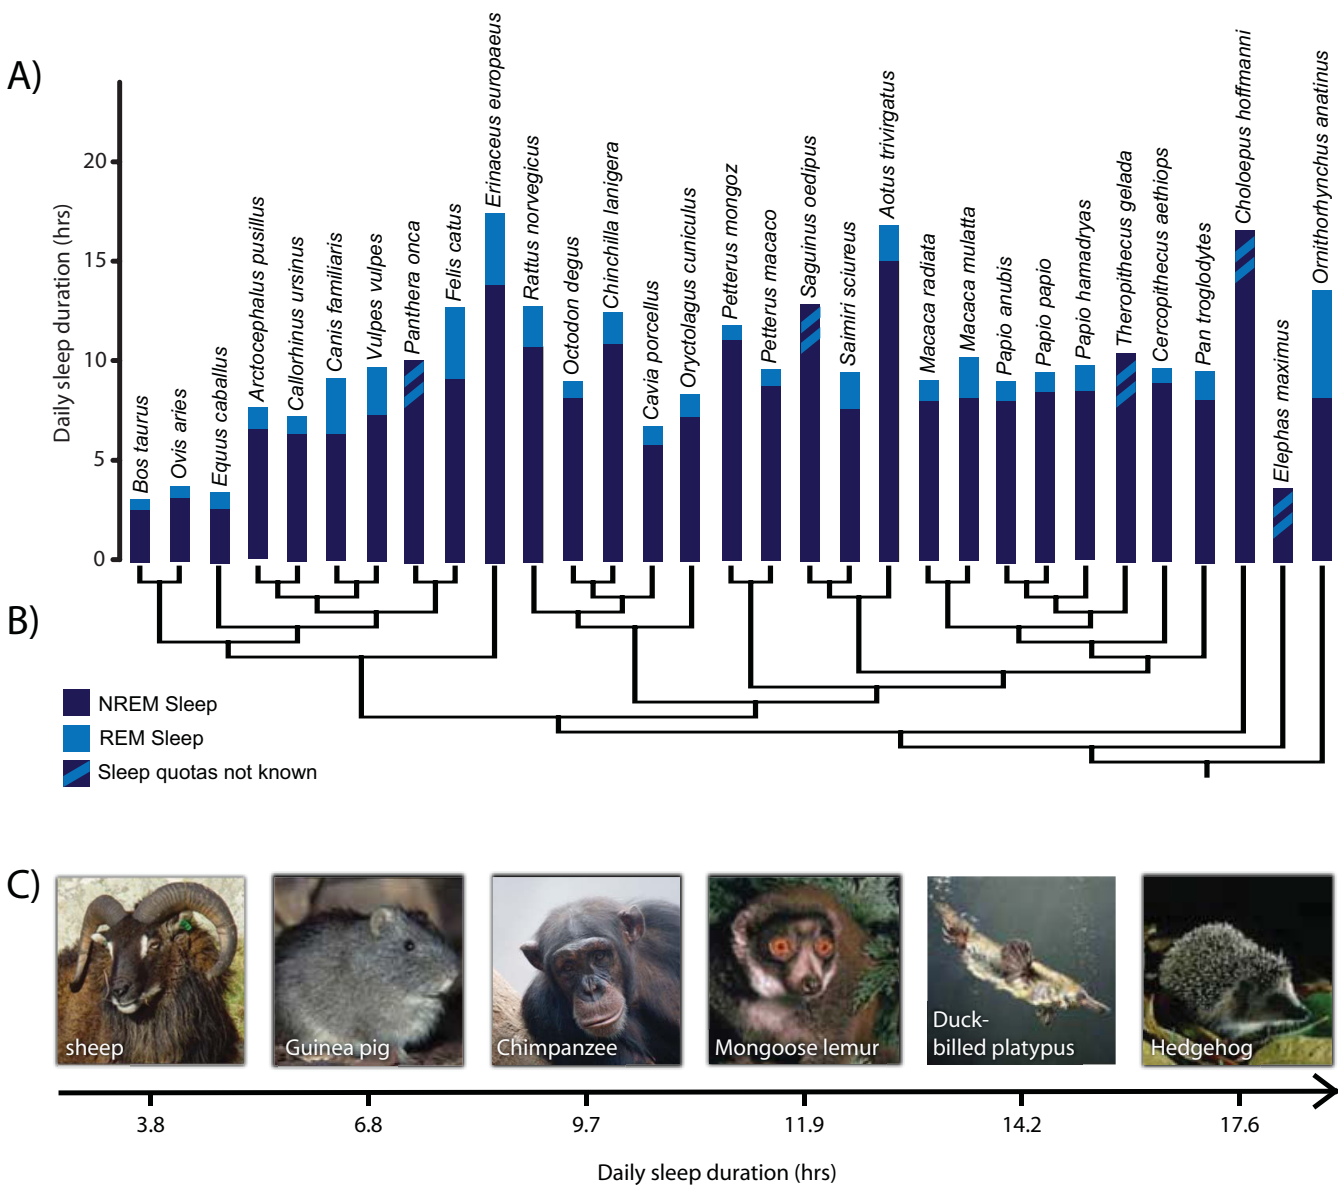 A)
Daily sleep duration (hrs)
20
15
10
5
0
Bos taurus
Ovis aries
Equus caballus
Arctocephalus pusillus
Callorhinus ursinus
Canis familiaris
Vulpes vulpes
Panthera onca
Felis catus
Erinaceus europaeus
Rattus norvegicus
Octodon degus
Chinchilla lanigera
Cavia porcellus
Oryctolagus cuniculus
Petterus mongoz
Petterus macaco
Saguinus oedipus
Saimiri sciureus
Aotus trivirgatus
Macaca radiata
Macaca mulatta
Papio anubis
Papio papio
Papio hamadryas
Theropithecus gelada
Cercopithecus aethiops
Pan troglodytes
Choloepus hoffmanni
Elephas maximus
Ornithorhynchus anatinus
B)
NREM Sleep
REM Sleep
Sleep quotas not known
C)
sheep
Guinea pig
Chimpanzee
Mongoose lemur
Duck-
billed platypus
Hedgehog
3.8
6.8
9.7
11.9
14.2
17.6
Daily sleep duration (hrs)